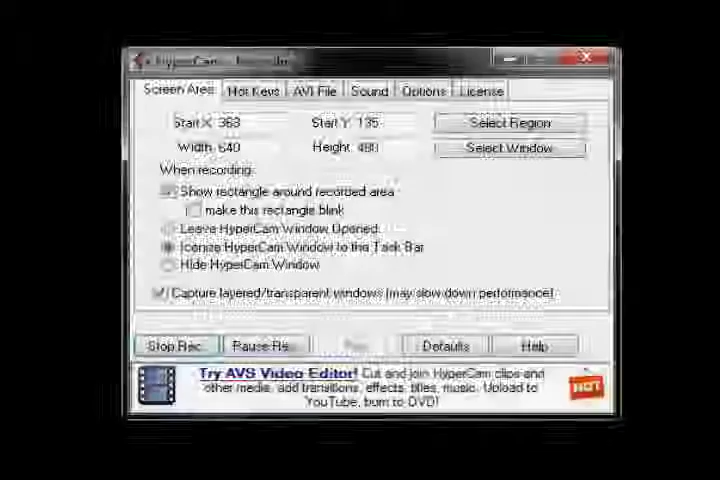 HyperCam
Screen Area Hot Keys AVI File Sound Options License
Start X 363 Start Y 135 Select Region
Width 640 Height 480 Select Window
When recording:
Show rectangle around recorded area
make this rectangle blink
Leave HyperCam Window Opened
Iconize HyperCam Window to the Task Bar
Hide HyperCam Window
Capture layered/transparent windows (may slow down performance)
Stop Rec. Pause Re... Defaults Help
Try AVS Video Editor! Cut and join HyperCam clips and
other media, add transitions, effects, titles, music. Upload to
YouTube, burn to DVD!
HOT